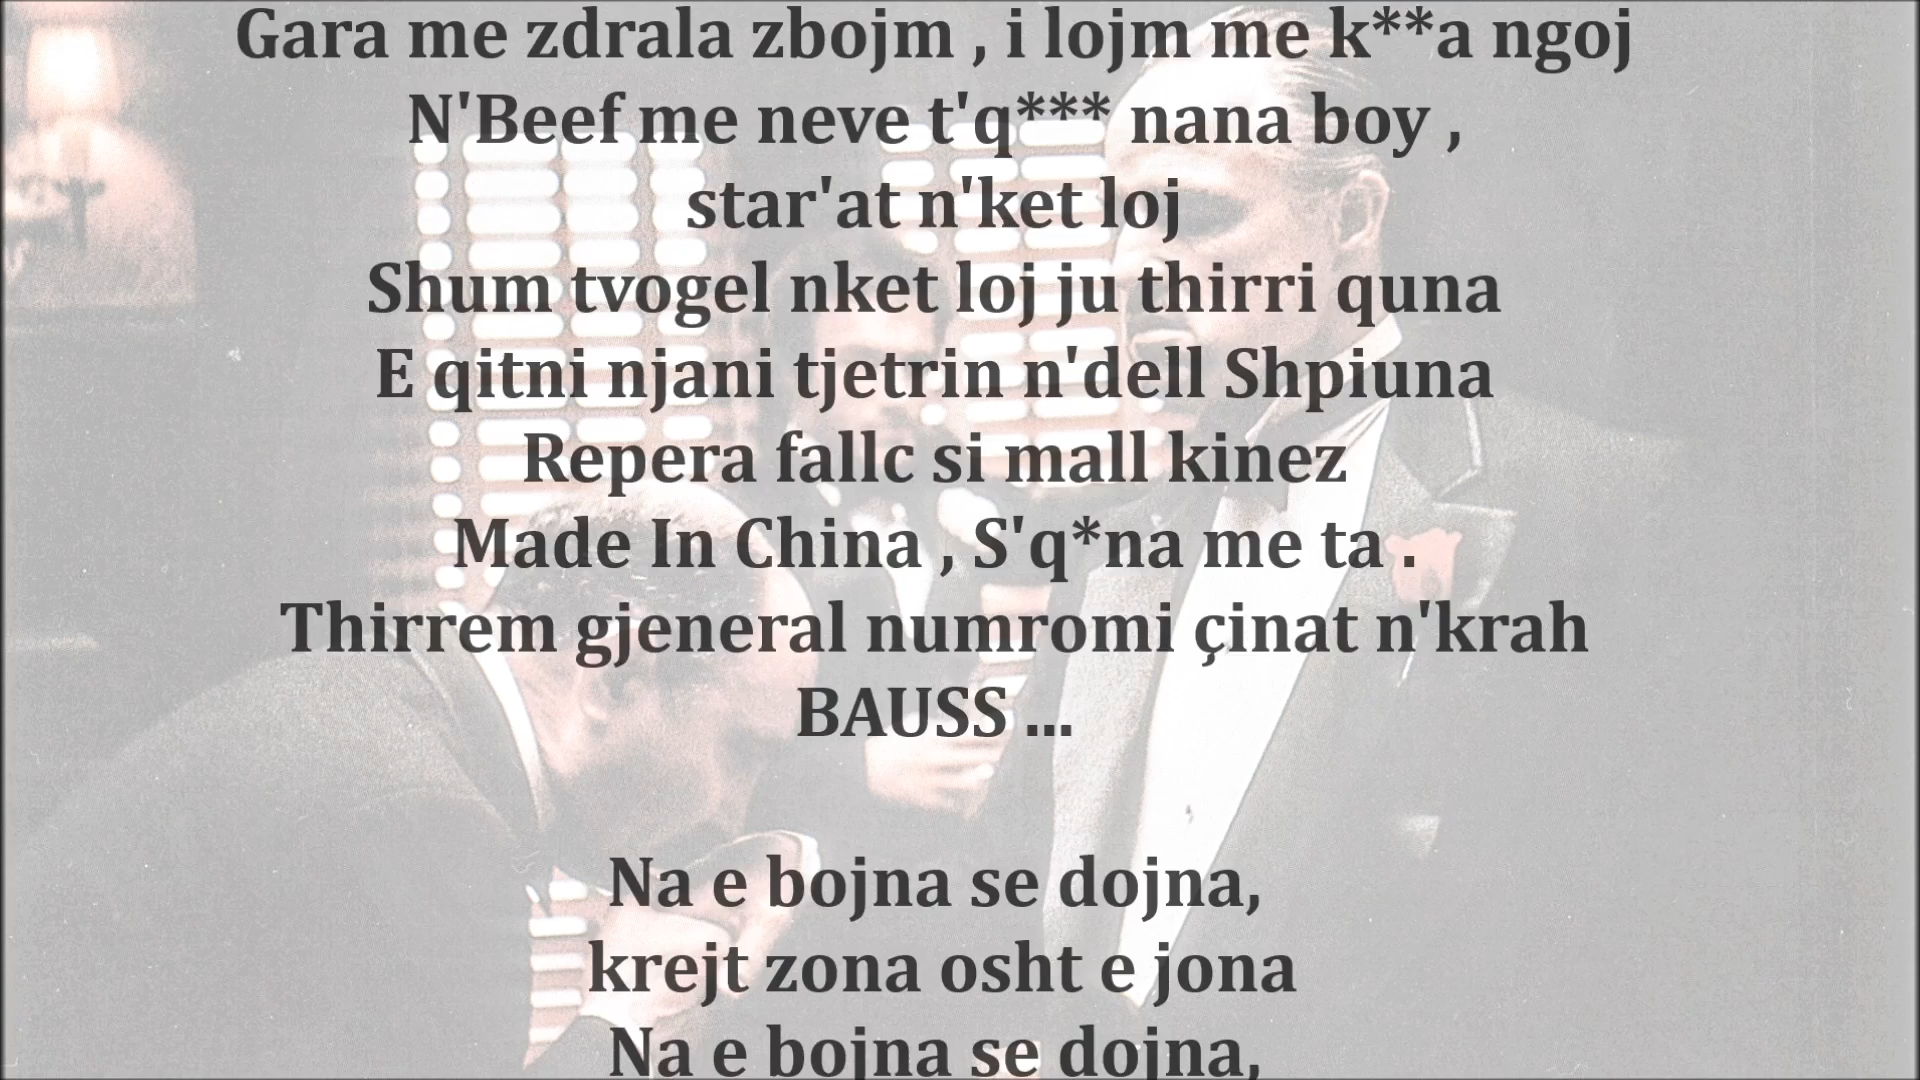 Gara me zdrala zbojm , i lojm me k**a ngoj
N'Beef me neve t'q*** nana boy ,
star'at n'ket loj
Shum tvogel nket loj ju thirri quna
E qitni njani tjetrin n'dell Shpiuna
Repera fallc si mall kinez
Made In China , S'q*na me ta .
Thirrem gjeneral numromi çinat n'krah
BAUSS ...
Na e bojna se dojna,
krejt zona osht e jona
Na e bojna se dojna,